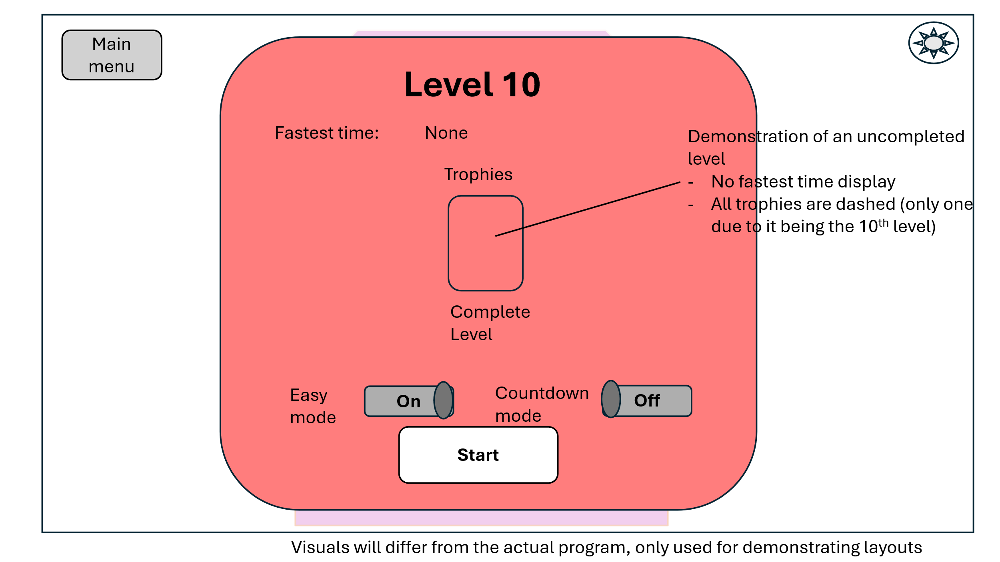 Main
menu
Level 10
Fastest time: None
Demonstration of an uncompleted
level
- No fastest time display
- All trophies are dashed (only one
due to it being the 10th level)
Trophies
Complete
Level
Easy
mode
On
Countdown
mode
Off
Start
Visuals will differ from the actual program, only used for demonstrating layouts